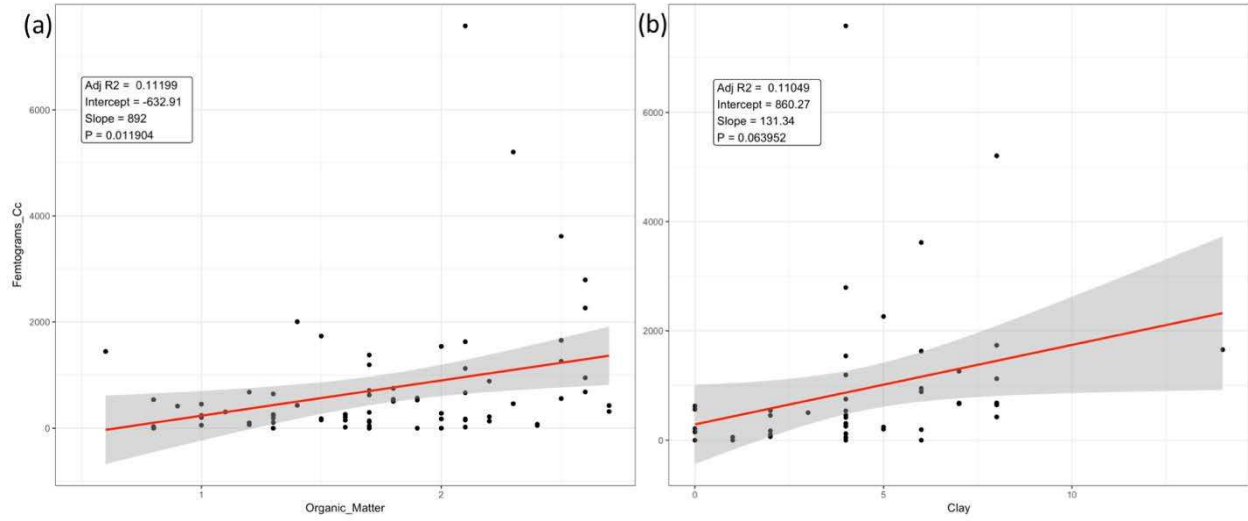 (a)
Adj R2 = 0.11199
Intercept = -632.91
Slope = 892
P = 0.011904
6000
4000
2000
0
Femtograms_Cc
1
2
Organic_Matter
(b)
Adj R2 = 0.11049
Intercept = 860.27
Slope = 131.34
P = 0.063952
6000
4000
2000
0
0
5
10
Clay